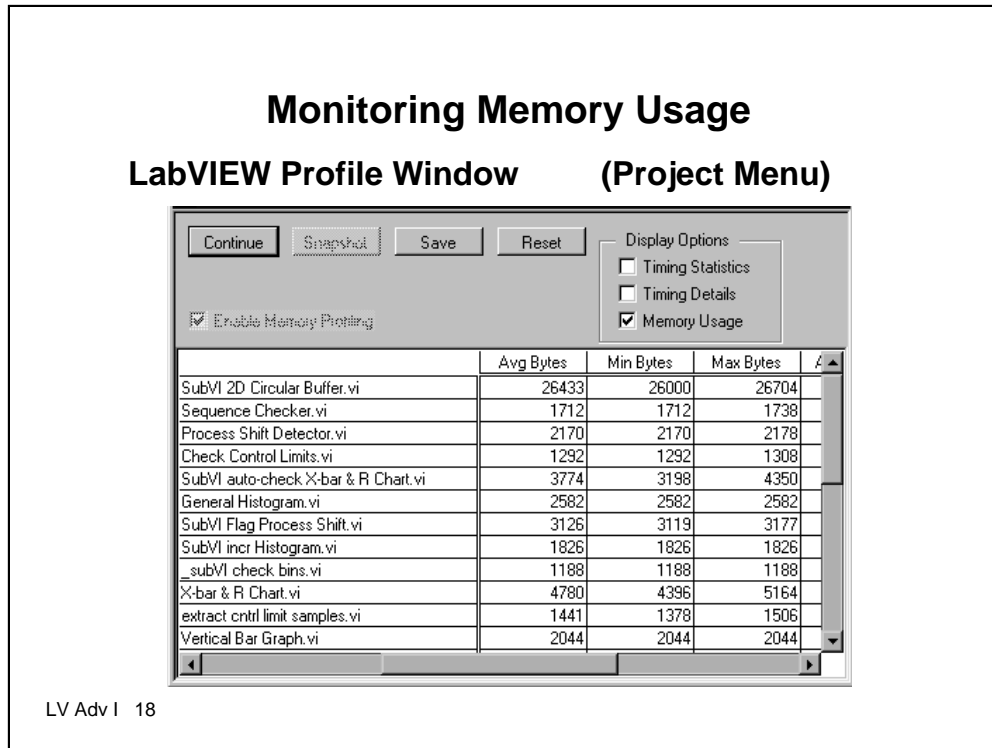 Monitoring Memory Usage
LabVIEW Profile Window (Project Menu)
Continue Snapshot Save Reset
Display Options
Timing Statistics
Timing Details
Enable Memory Profiling
Memory Usage
Avg Bytes Min Bytes Max Bytes A
SubVI 2D Circular Buffer.vi 26433 26000 26704
Sequence Checker.vi 1712 1712 1738
Process Shift Detector.vi 2170 2170 2178
Check Control Limits.vi 1292 1292 1308
SubVI auto-check X-bar & R Chart.vi 3774 3198 4350
General Histogram.vi 2582 2582 2582
SubVI Flag Process Shift.vi 3126 3119 3177
SubVI incr Histogram.vi 1826 1826 1826
_subVI check bins.vi 1188 1188 1188
X-bar & R Chart.vi 4780 4396 5164
extract cntrl limit samples.vi 1441 1378 1506
Vertical Bar Graph.vi 2044 2044 2044
LV Adv I 18